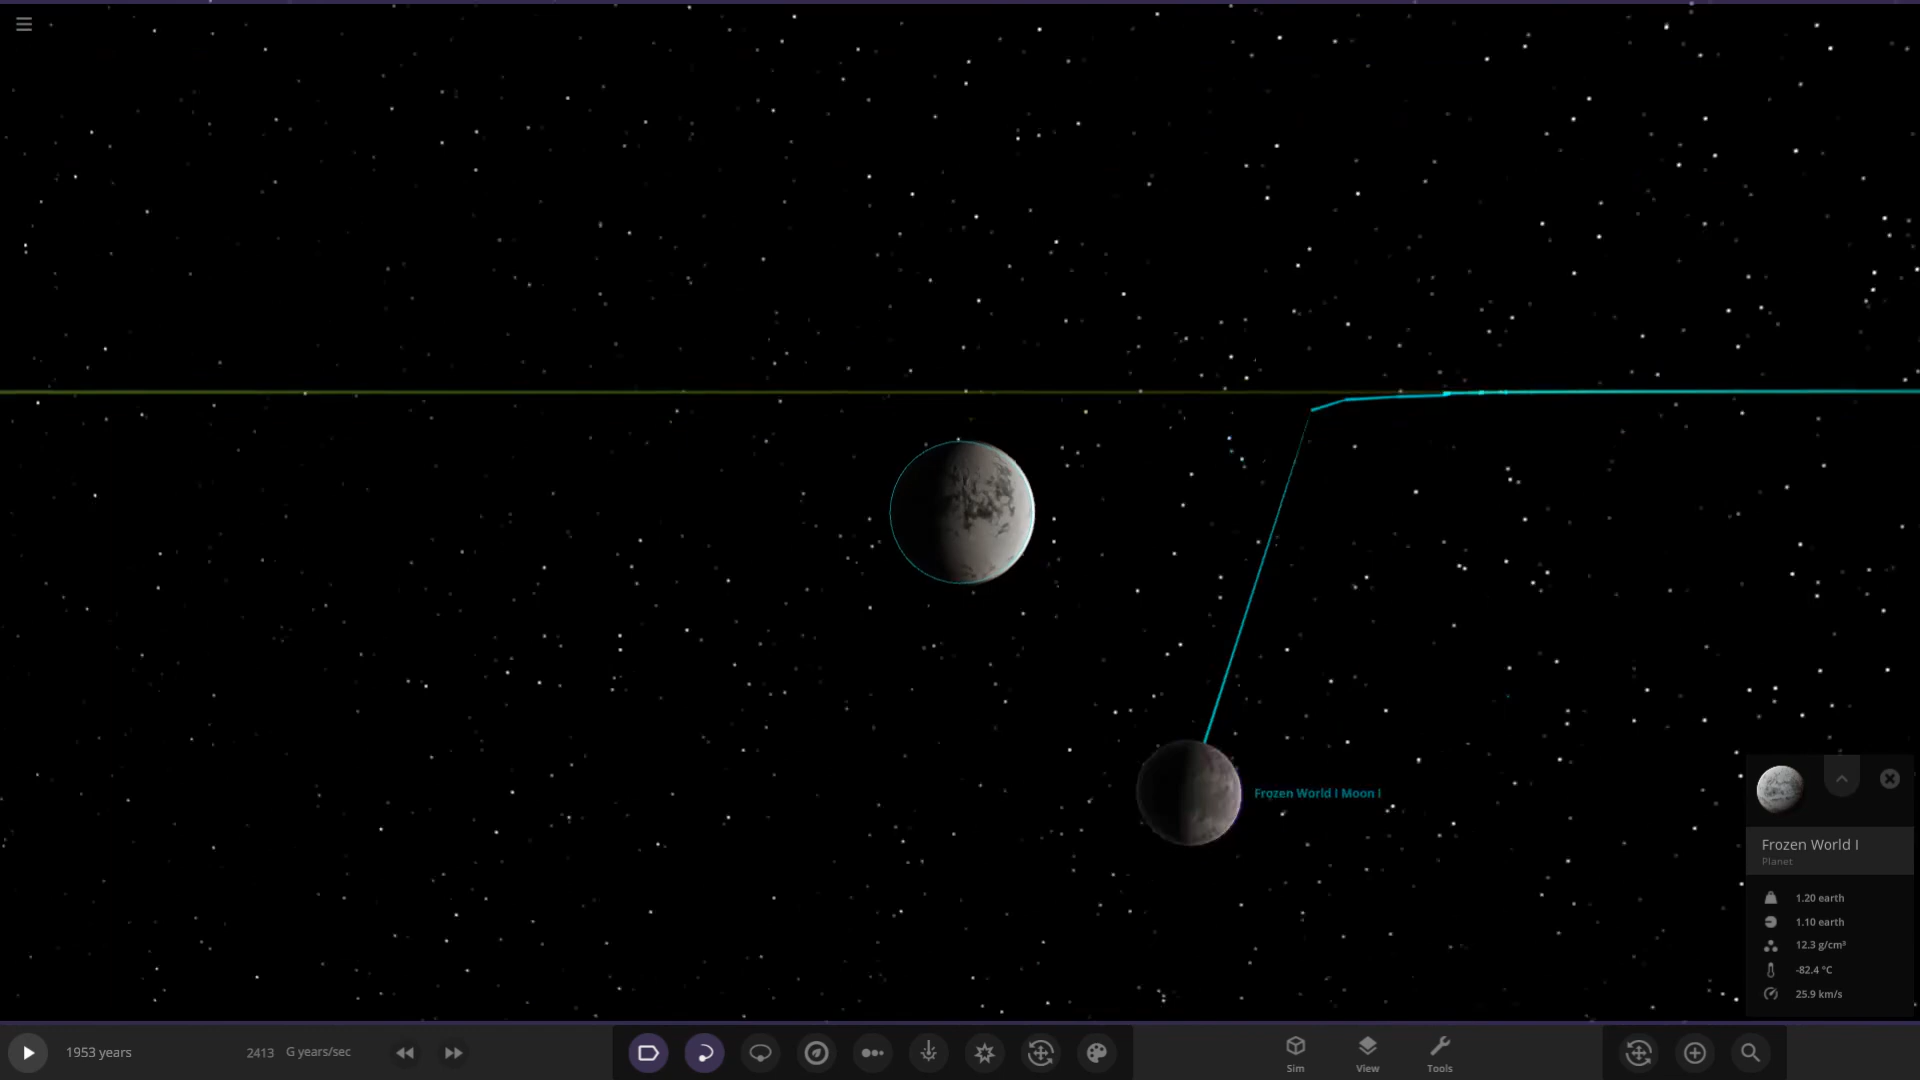 Frozen World I Moon I
Frozen World I
Planet
1.20 earth
1.10 earth
12.3 g/cm³
-82.4 °C
25.9 km/s
1953 years
2413 G years/sec
Sim
View
Tools